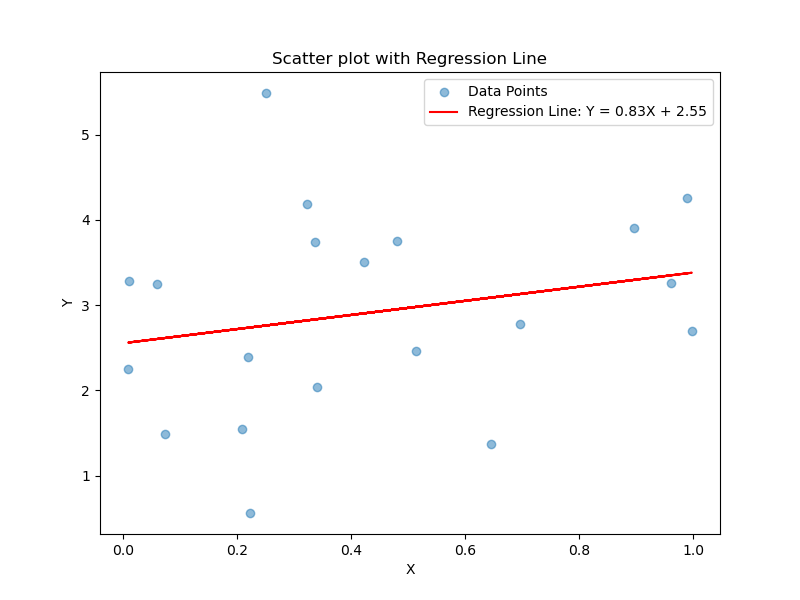 Scatter plot with Regression Line
Data Points
Regression Line: Y = 0.83X + 2.55
5
4
3
2
1
Y
0.0 0.2 0.4 0.6 0.8 1.0
X